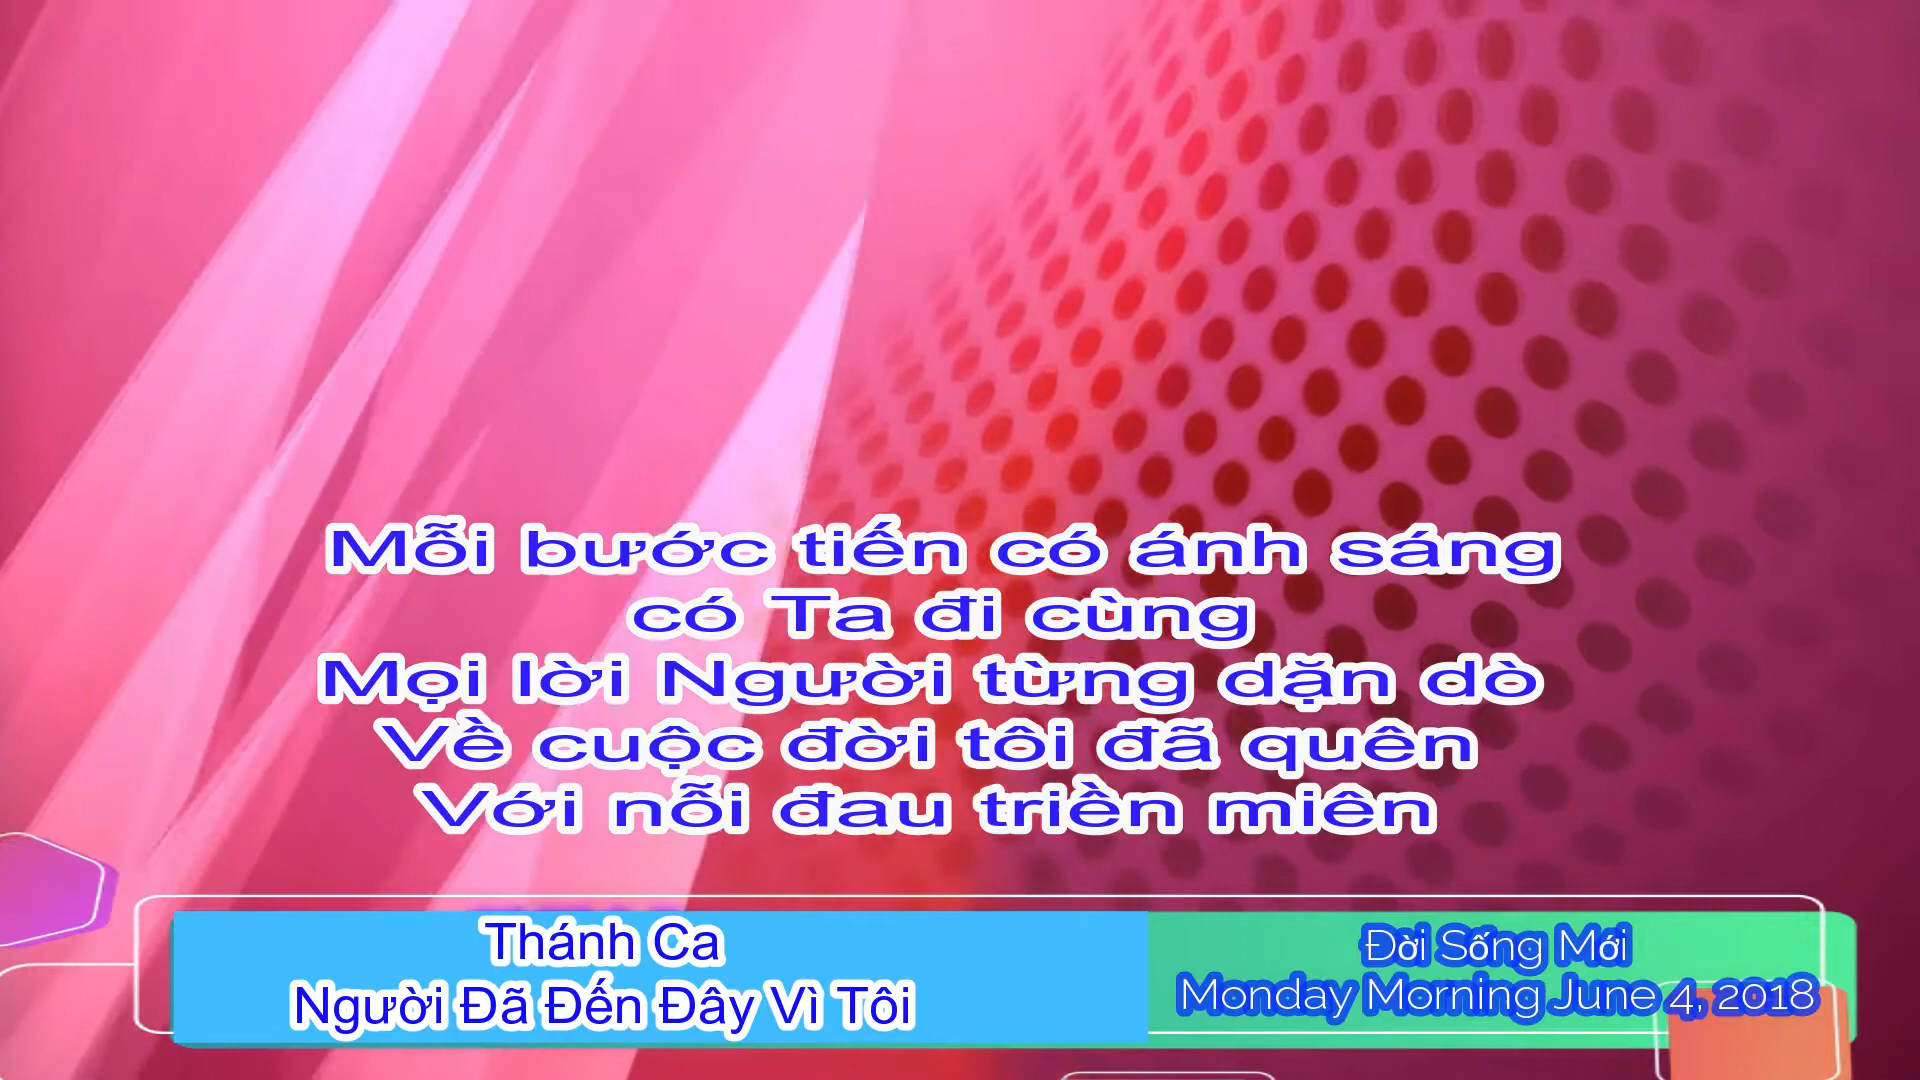 Mỗi bước tiến có ánh sáng
có Ta đi cùng
Mọi lời Người từng dặn dò
Về cuộc đời tôi đã quên
Với nỗi đau triền miên
Thánh Ca
Người Đã Đến Đây Vì Tôi
Đời Sống Mới
Monday Morning June 4, 2018